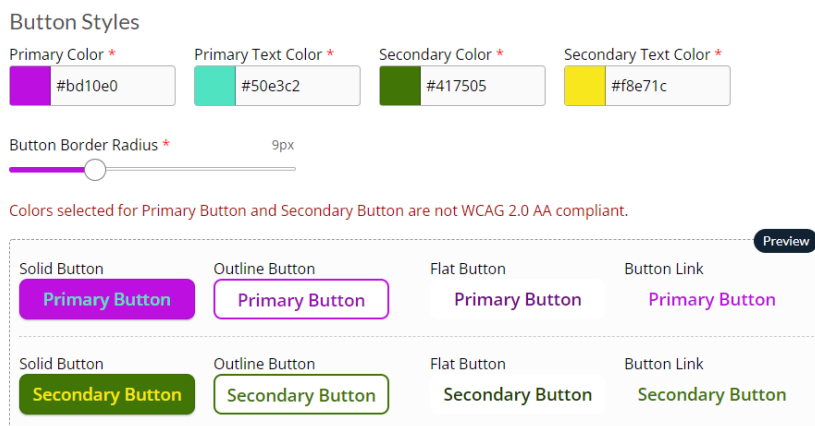 Button Styles
Primary Color * Primary Text Color * Secondary Color * Secondary Text Color *
#bd10e0 #50e3c2 #417505 #f8e71c
Button Border Radius * 9px
Colors selected for Primary Button and Secondary Button are not WCAG 2.0 AA compliant.
Preview
Solid Button Outline Button Flat Button Button Link
Primary Button Primary Button Primary Button Primary Button
Solid Button Outline Button Flat Button Button Link
Secondary Button Secondary Button Secondary Button Secondary Button